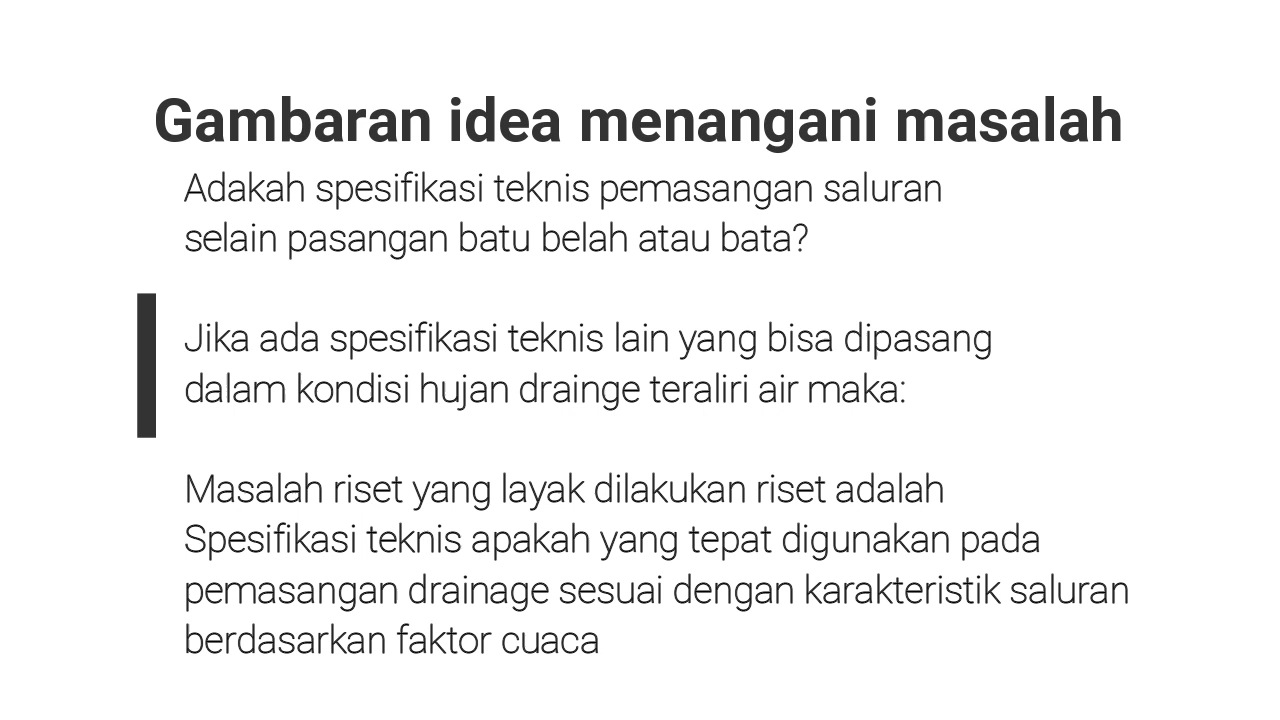 Gambaran idea menangani masalah
Adakah spesifikasi teknis pemasangan saluran
selain pasangan batu belah atau bata?
Jika ada spesifikasi teknis lain yang bisa dipasang
dalam kondisi hujan drainge teraliri air maka:
Masalah riset yang layak dilakukan riset adalah
Spesifikasi teknis apakah yang tepat digunakan pada
pemasangan drainage sesuai dengan karakteristik saluran
berdasarkan faktor cuaca